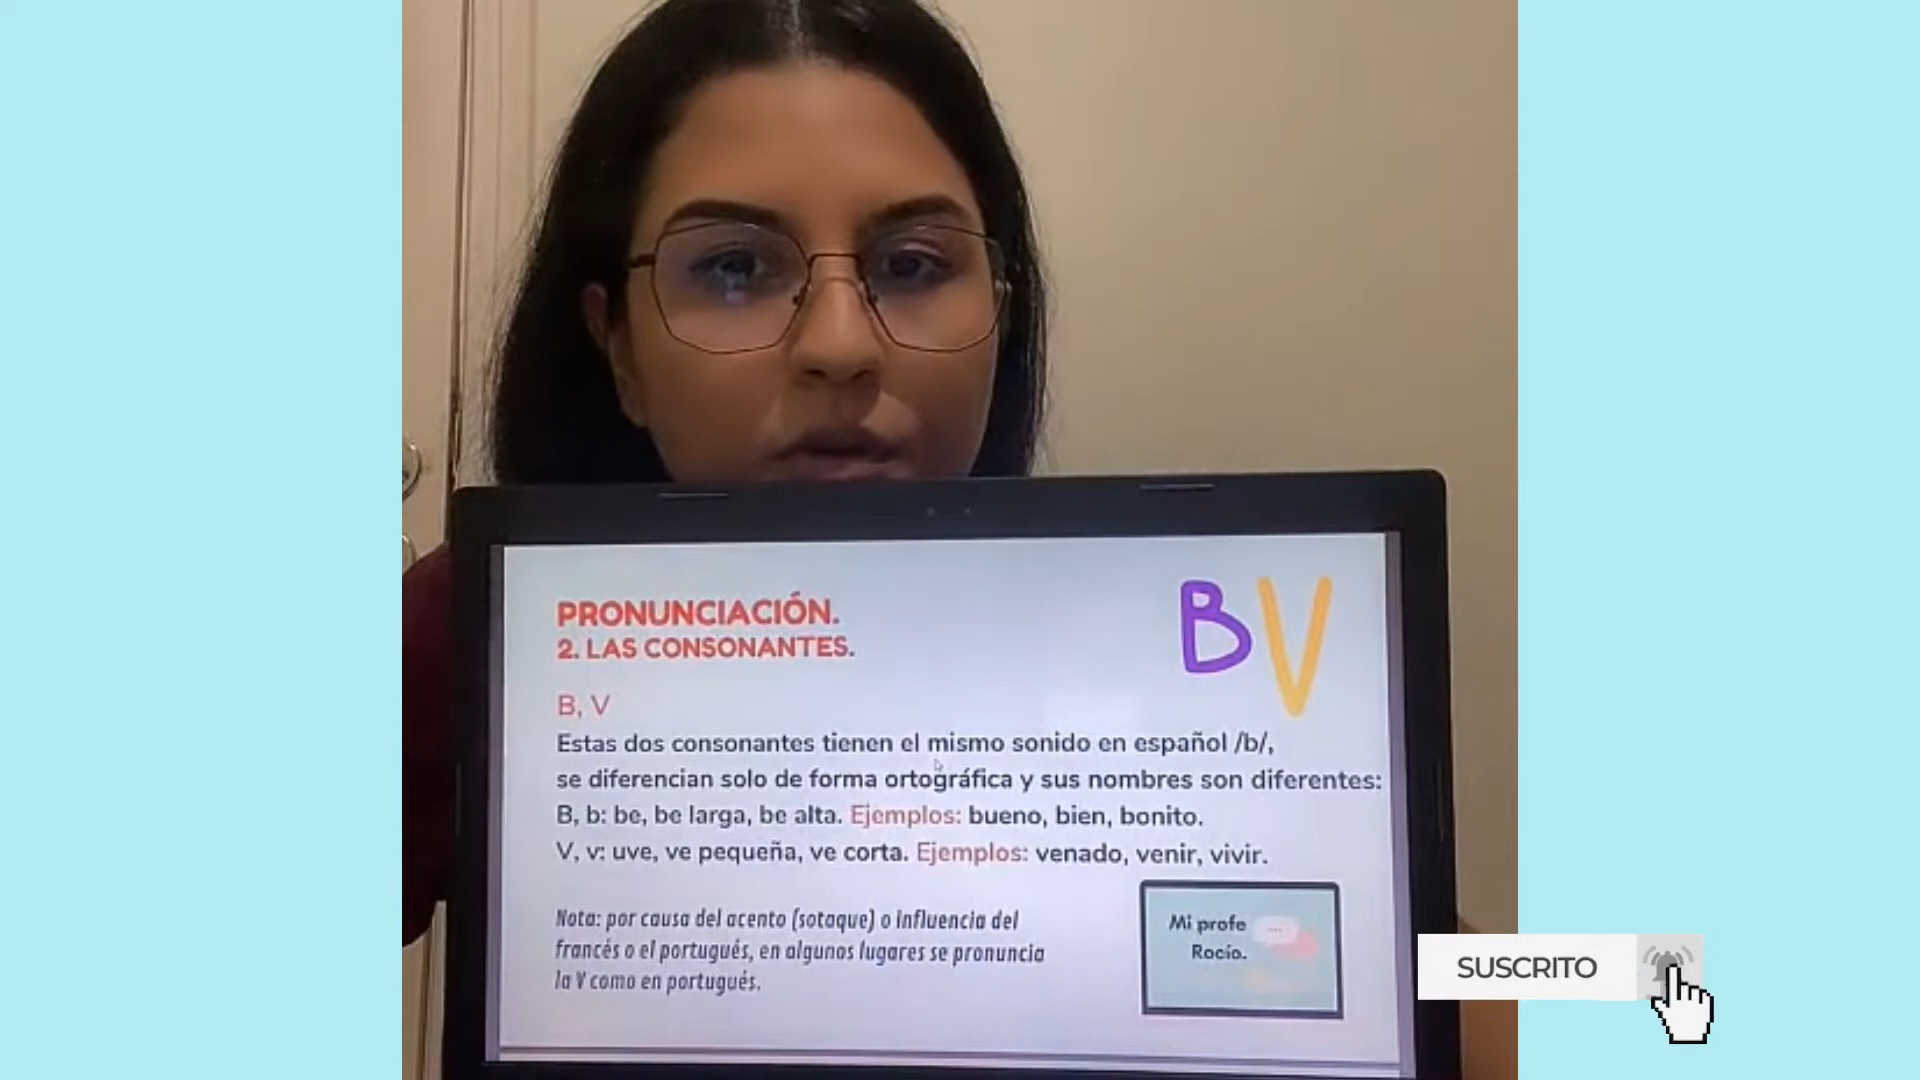 PRONUNCIACIÓN.
2. LAS CONSONANTES.
B V
B, V
Estas dos consonantes tienen el mismo sonido en español /b/,
se diferencian solo de forma ortográfica y sus nombres son diferentes:
B, b: be, be larga, be alta. Ejemplos: bueno, bien, bonito.
V, v: uve, ve pequeña, ve corta. Ejemplos: venado, venir, vivir.
Nota: por causa del acento (sotaque) o influencia del
francés o el portugués, en algunos lugares se pronuncia
la V como en portugués.
Mi profe
Rocío.
SUSCRITO